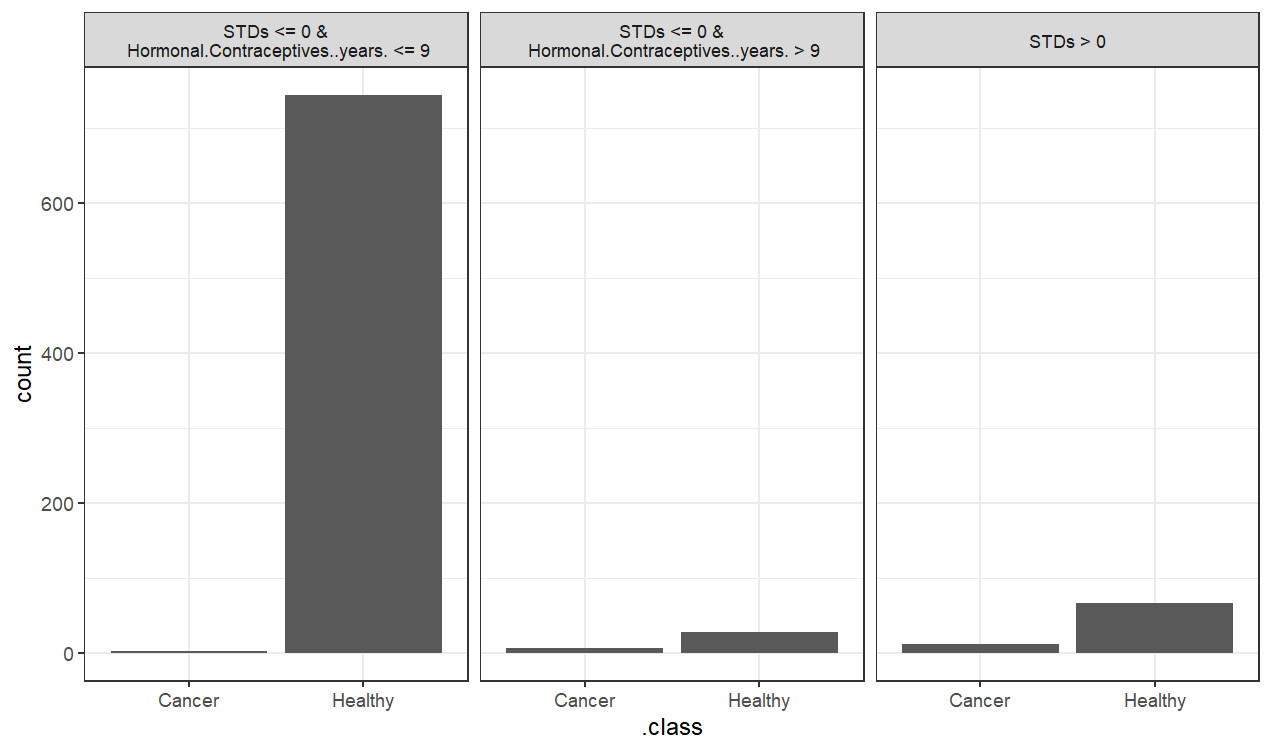 STDs <= 0 &
Hormonal.Contraceptives..years. <= 9
STDs <= 0 &
Hormonal.Contraceptives..years. > 9
STDs > 0
count
600
400
200
0
Cancer
Healthy
Cancer
Healthy
Cancer
Healthy
.class